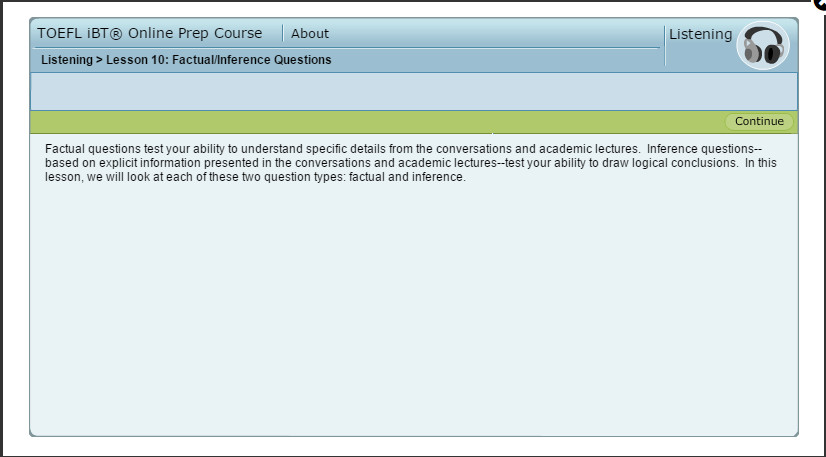 TOEFL iBT® Online Prep Course
About
Listening
Listening > Lesson 10: Factual/Inference Questions
Continue
Factual questions test your ability to understand specific details from the conversations and academic lectures. Inference questions--
based on explicit information presented in the conversations and academic lectures--test your ability to draw logical conclusions. In this
lesson, we will look at each of these two question types: factual and inference.